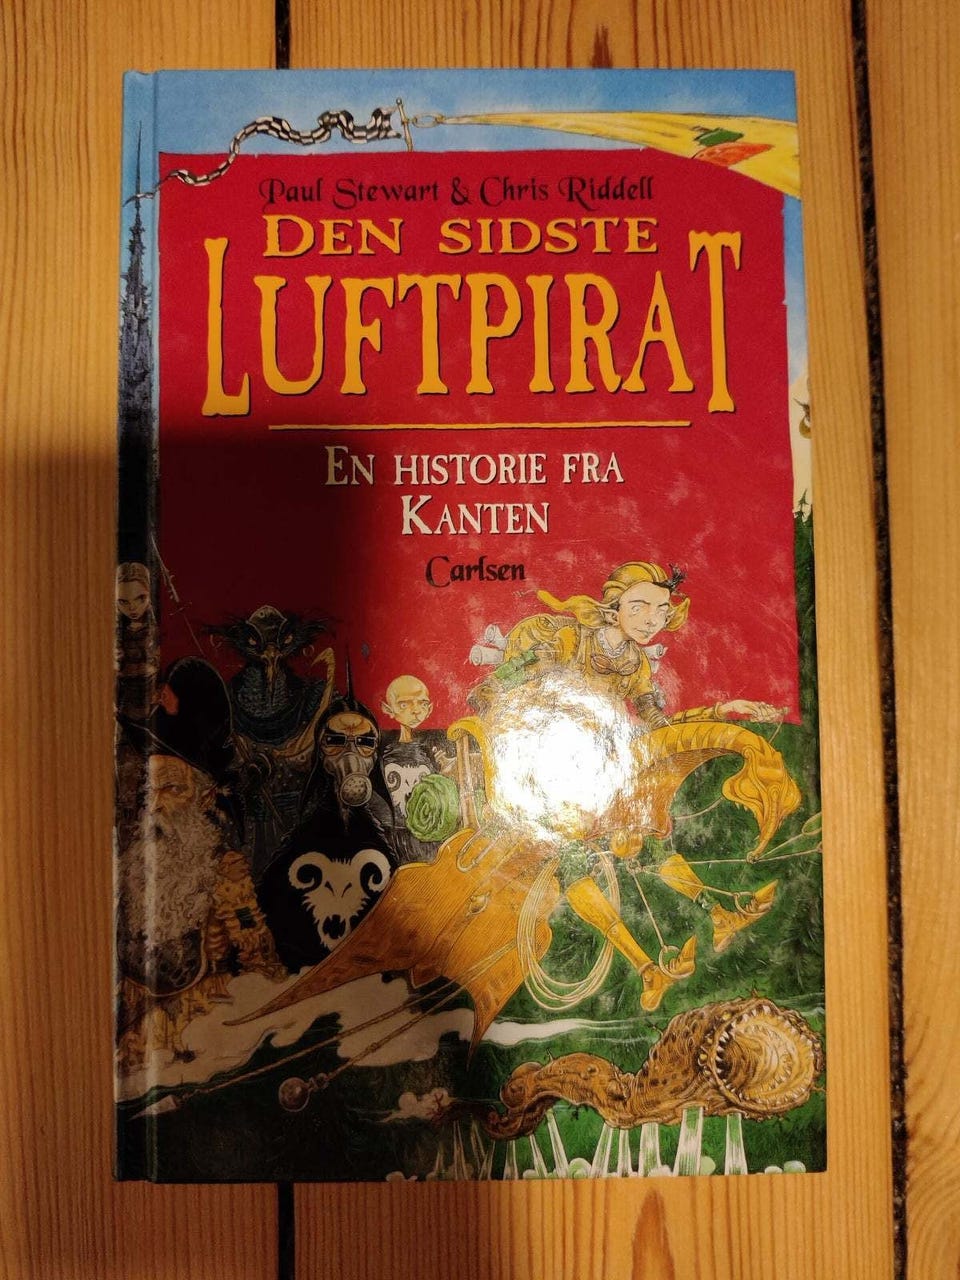 Paul Stewart & Chris Riddell
DEN SIDSTE
LUFTPIRAT
EN HISTORIE FRA
KANTEN
Carlsen